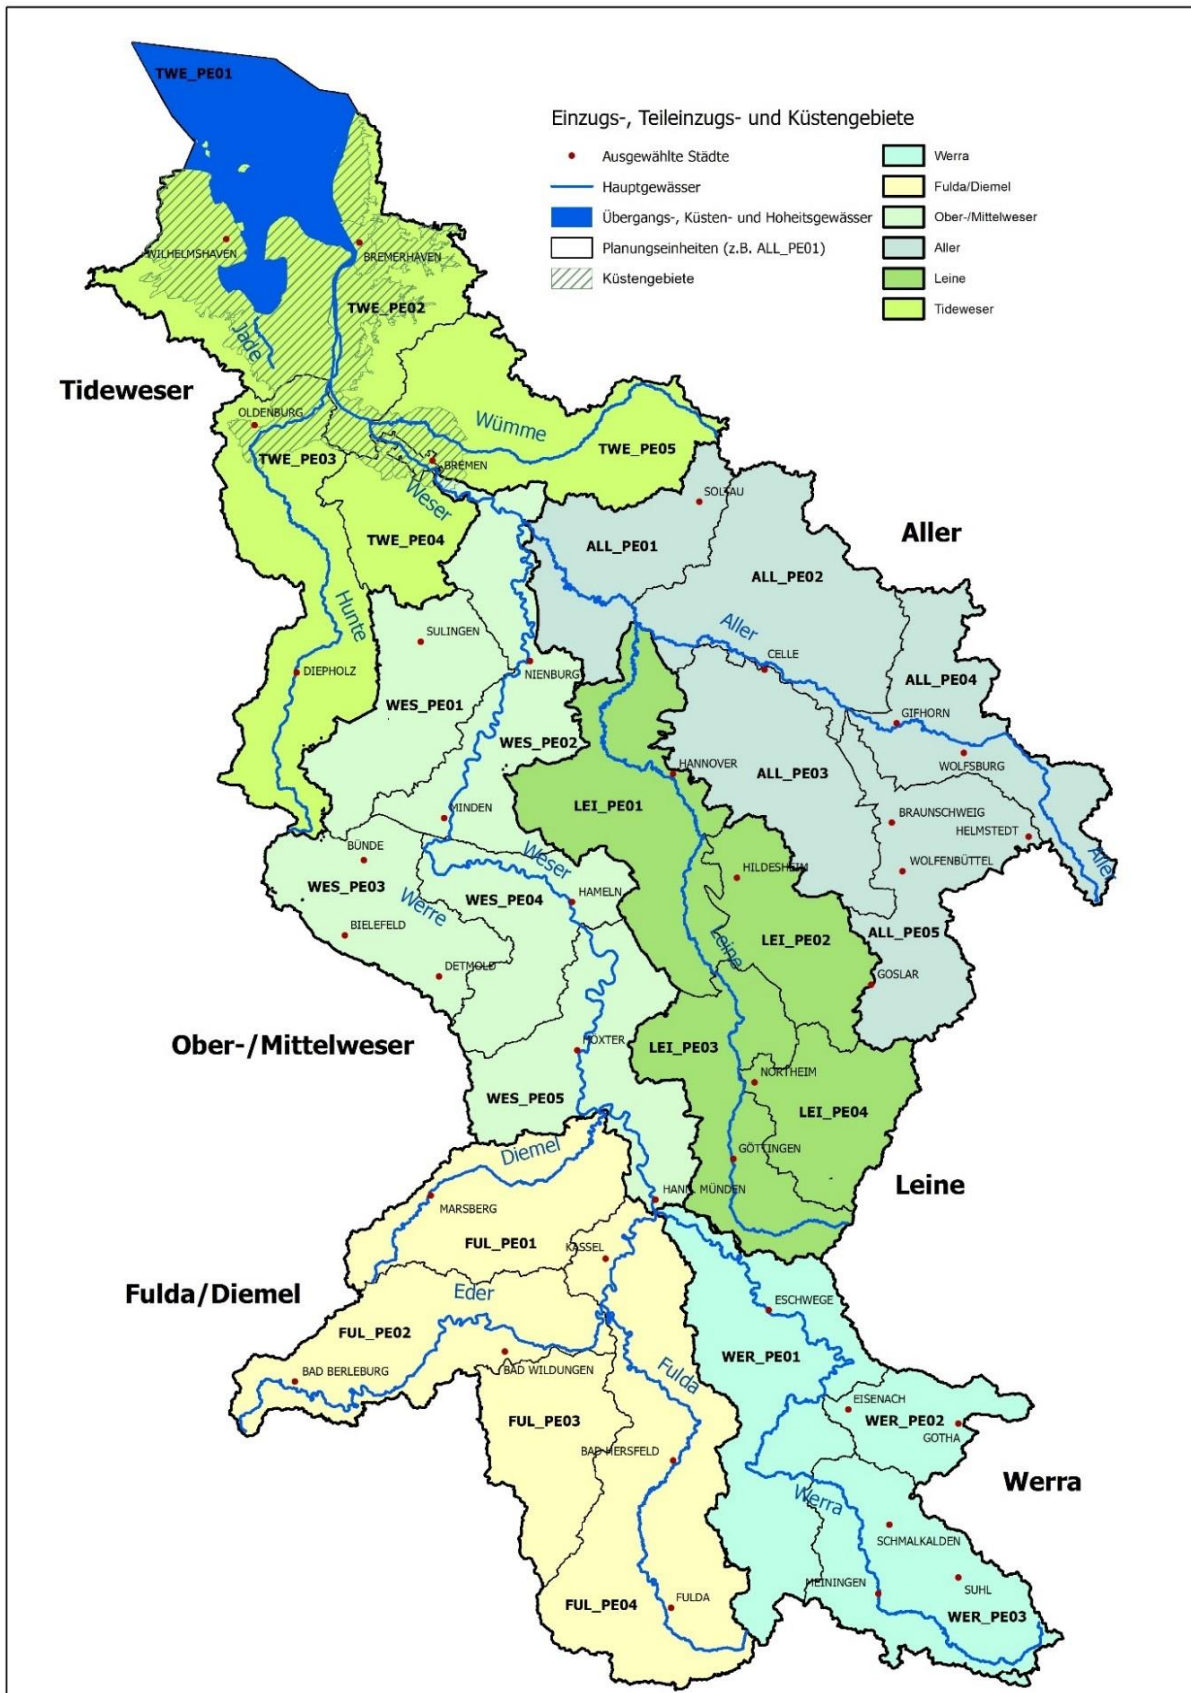 TWE_PE01
Einzugs-, Teileinzugs- und Küstengebiete
Ausgewählte Städte
Hauptgewässer
Übergangs-, Küsten- und Hoheitsgewässer
Planungseinheiten (z.B. ALL_PE01)
Küstengebiete
Werra
Fulda/Diemel
Ober-/Mittelweser
Aller
Leine
Tideweser
WILHELMSHAVEN
BREMERHAVEN
TWE_PE02
Jade
Tideweser
OLDENBURG
Wümme
TWE_PE05
TWE_PE03
BREMEN
Weser
SOLTAU
TWE_PE04
ALL_PE01
Aller
ALL_PE02
Hunte
SULINGEN
Aller
DIEPHOLZ
NIENBURG
CELLE
ALL_PE04
WES_PE01
GIFHORN
WES_PE02
WOLFSBURG
HANNOVER
ALL_PE03
LEI_PE01
MINDEN
BRAUNSCHWEIG
HELMSTEDT
BÜNDE
Weser
HILDESHEIM
WOLFENBÜTTEL
Aller
WES_PE03
WES_PE04
HAMELN
Werre
BIELEFELD
ALL_PE05
LEI_PE02
Leine
DETMOLD
GOSLAR
Ober-/Mittelweser
HÖXTER
LEI_PE03
NORTHEIM
WES_PE05
LEI_PE04
Diemel
GÖTTINGEN
Leine
MARSBERG
HANN. MÜNDEN
FUL_PE01
KASSEL
Fulda/Diemel
Eder
ESCHWEGE
FUL_PE02
WER_PE01
BAD BERLEBURG
BAD WILDUNGEN
Fulda
EISENACH
FUL_PE03
WER_PE02
GOTHA
BAD HERSFELD
Werra
Werra
SCHMALKALDEN
MEININGEN
SUHL
FUL_PE04
FULDA
WER_PE03